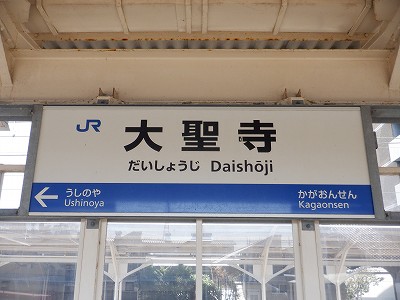 JR 大聖寺
だいしょうじ Daishōji
← うしのや かがおんせん
Ushinoya Kagaonsen